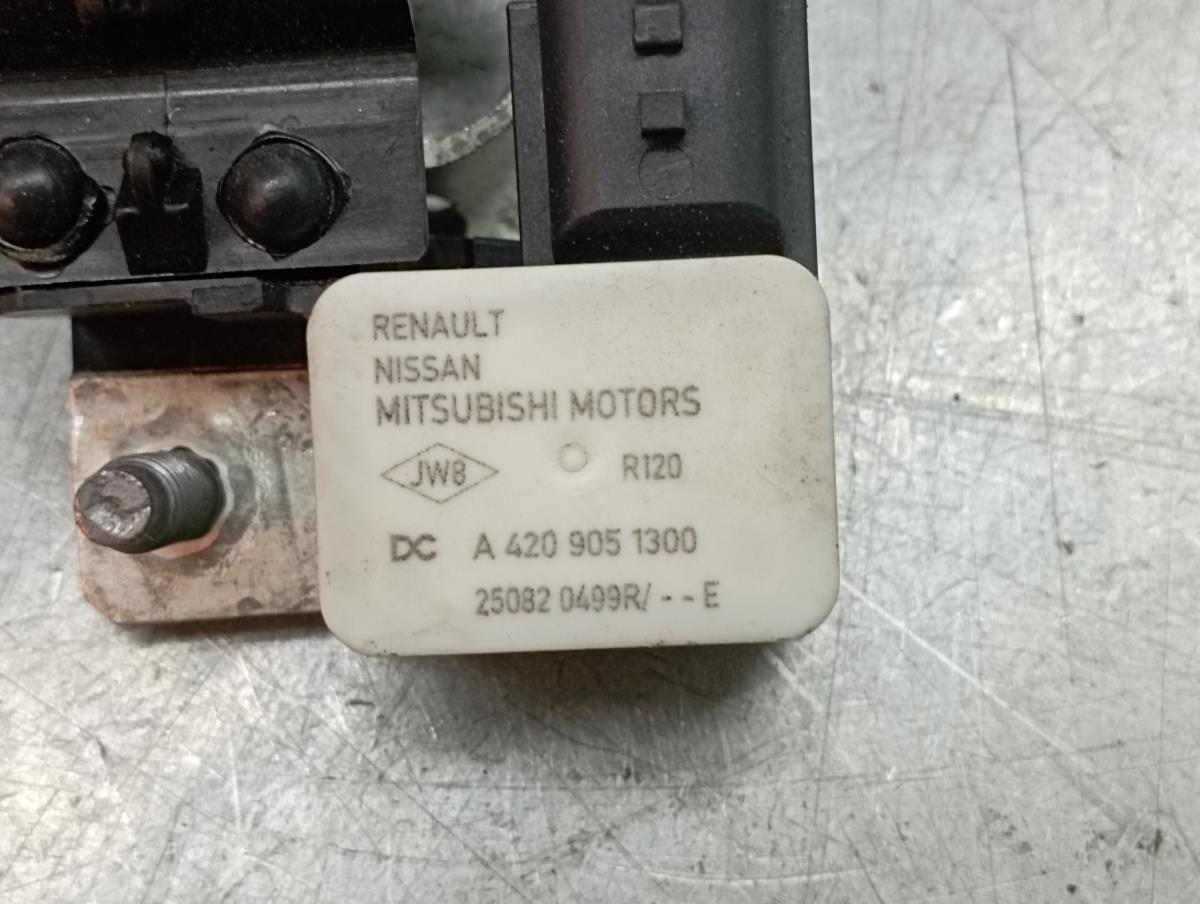 RENAULT
NISSAN
MITSUBISHI MOTORS
JW8 R120
DC A 420 905 1300
25082 0499R/--E